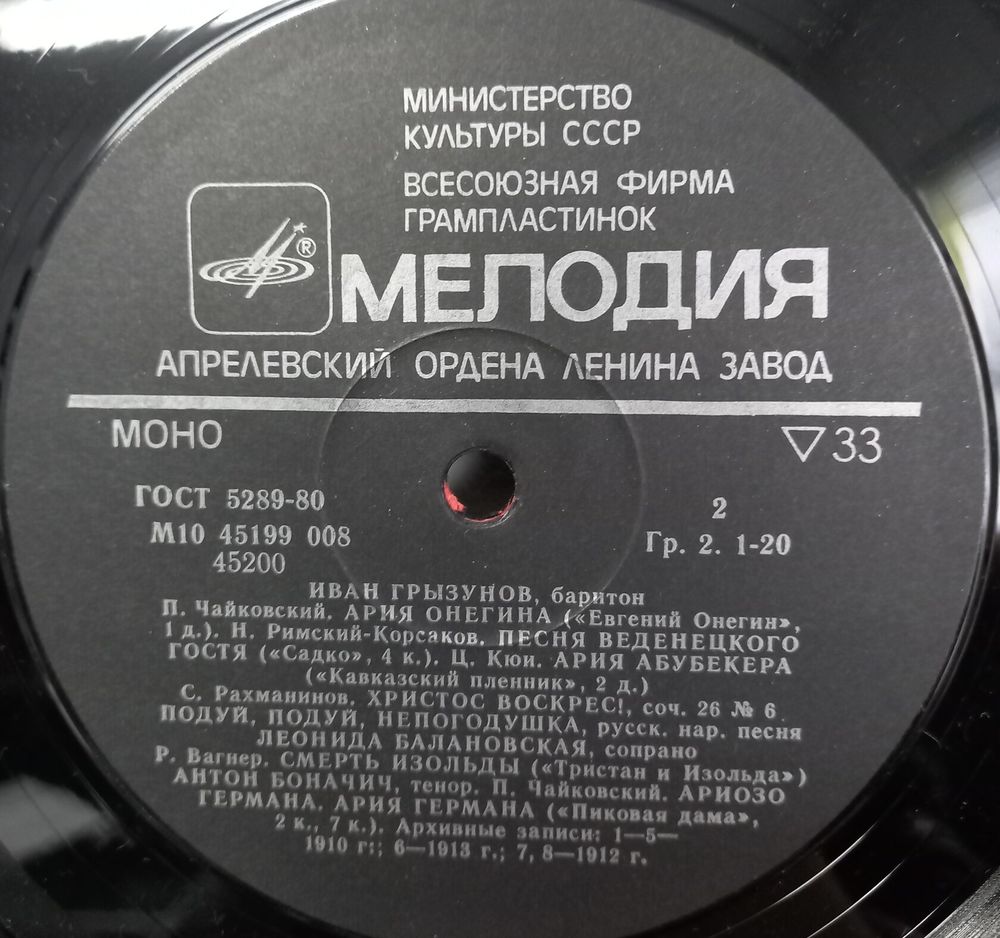 МИНИСТЕРСТВО
КУЛЬТУРЫ СССР
ВСЕСОЮЗНАЯ ФИРМА
ГРАМПЛАСТИНОК
®
МЕЛОДИЯ
АПРЕЛЕВСКИЙ ОРДЕНА ЛЕНИНА ЗАВОД
МОНО
▽33
ГОСТ 5289-80
М10 45199 008
45200
2
Гр. 2. 1-20
ИВАН ГРЫЗУНОВ, баритон
П. Чайковский. АРИЯ ОНЕГИНА («Евгений Онегин»,
1 д.). Н. Римский-Корсаков. ПЕСНЯ ВЕДЕНЕЦКОГО
ГОСТЯ («Садко», 4 к.). Ц. Кюи. АРИЯ АБУБЕКЕРА
(«Кавказский пленник», 2 д.)
С. Рахманинов. ХРИСТОС ВОСКРЕС!, соч. 26 № 6.
ПОДУЙ, ПОДУЙ, НЕПОГОДУШКА, русск. нар. песня
ЛЕОНИДА БАЛАНОВСКАЯ, сопрано
Р. Вагнер. СМЕРТЬ ИЗОЛЬДЫ («Тристан и Изольда»)
АНТОН БОНАЧИЧ, тенор. П. Чайковский. АРИОЗО
ГЕРМАНА. АРИЯ ГЕРМАНА («Пиковая дама»,
2 к., 7 к.). Архивные записи: 1—5—
1910 г:; 6—1913 г.; 7, 8—1912 г.